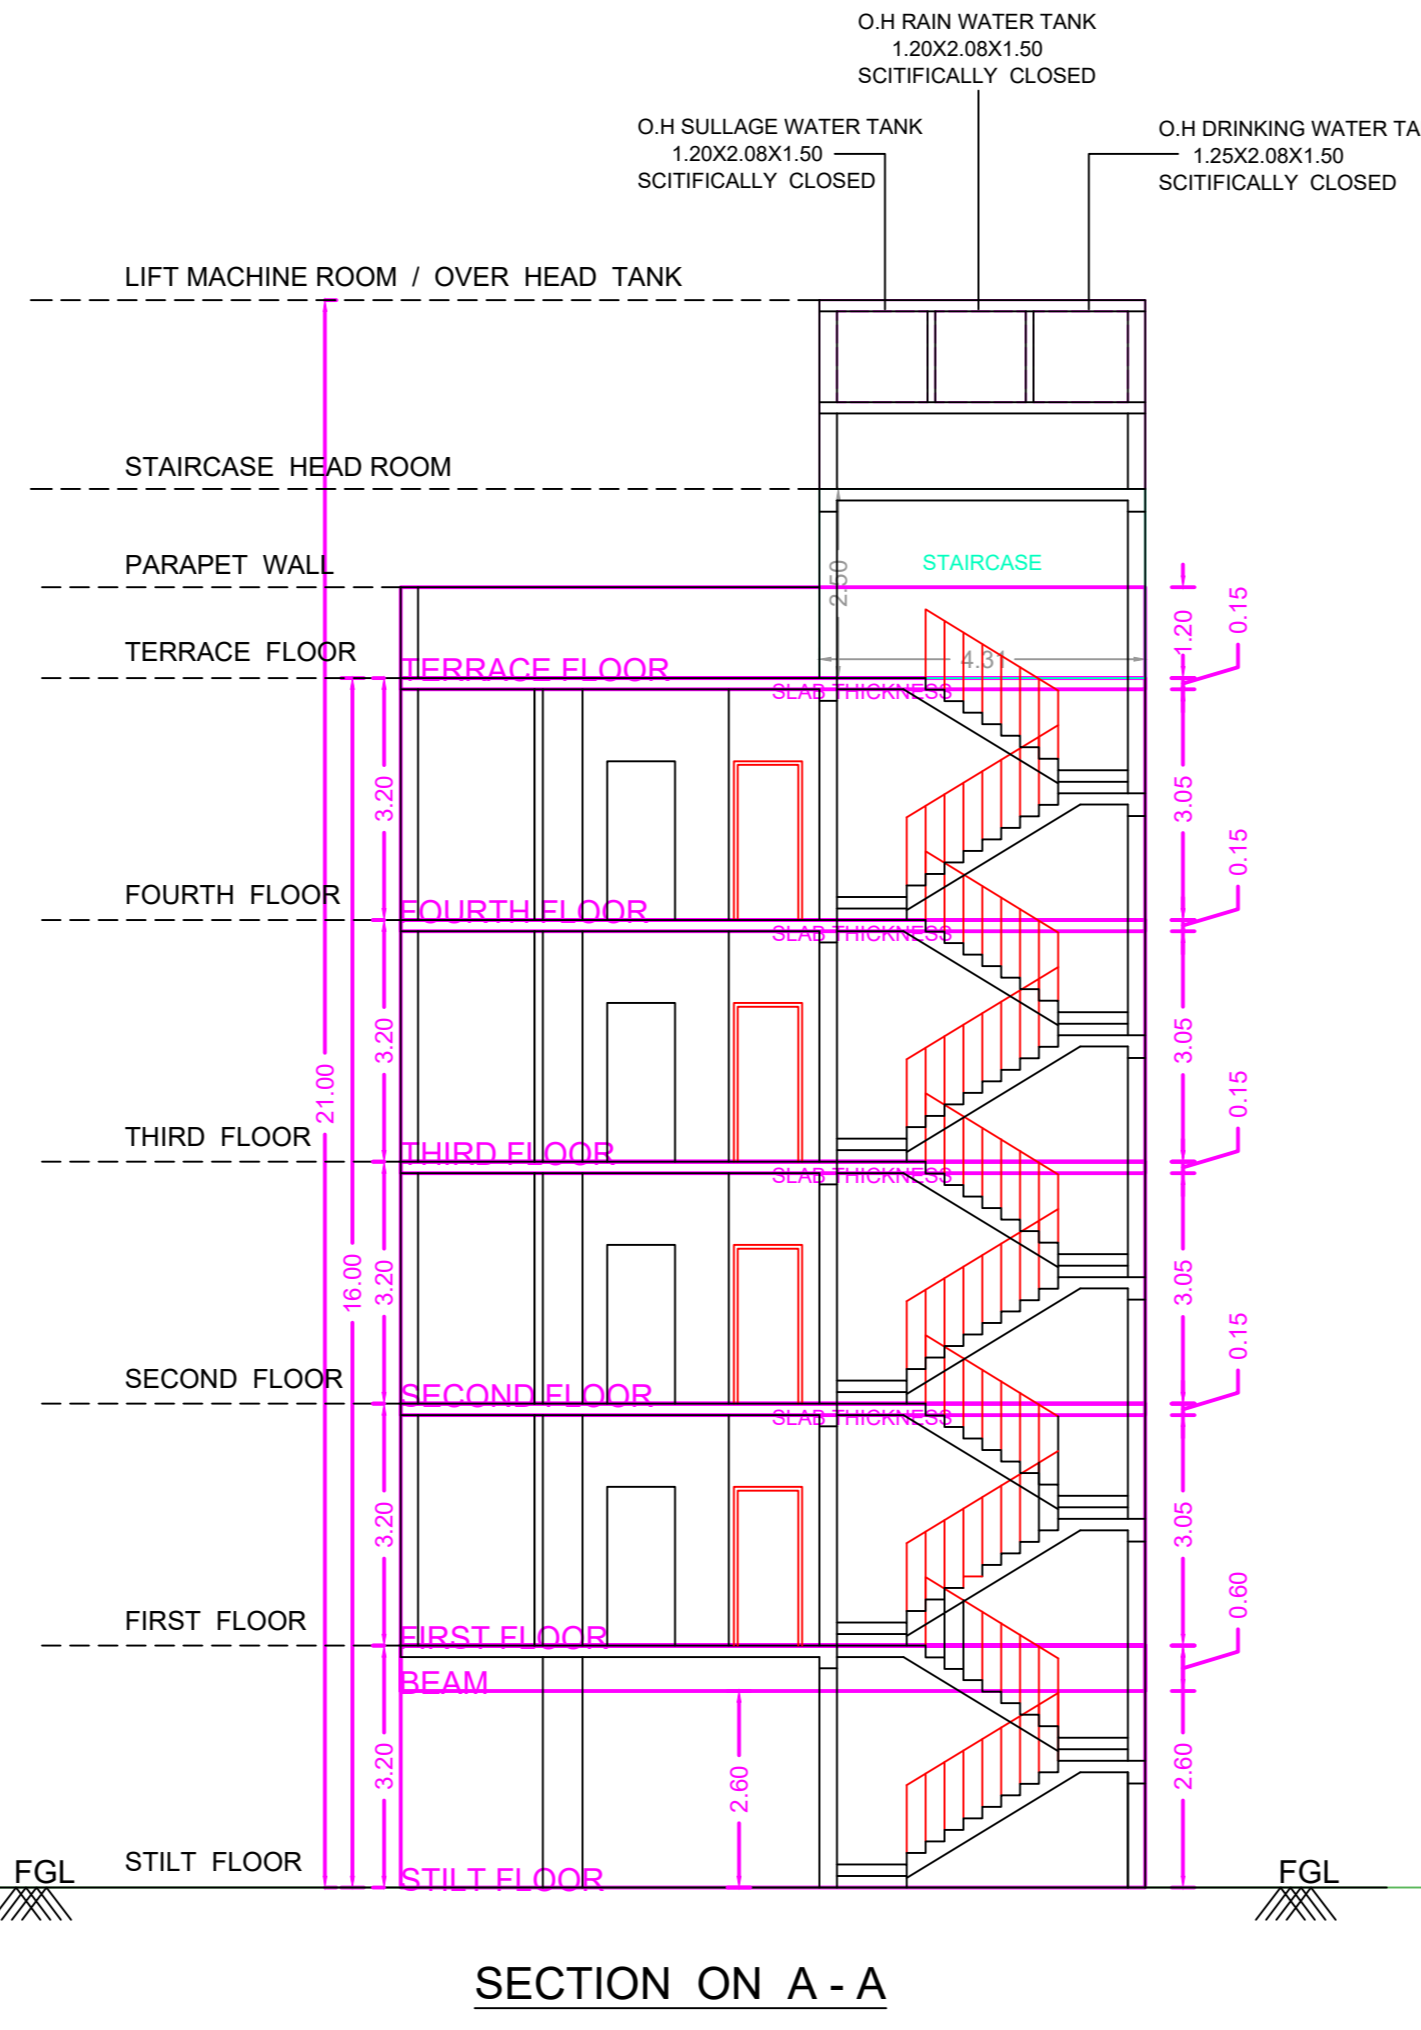 O.H RAIN WATER TANK
1.20X2.08X1.50
SCITIFICALLY CLOSED
O.H SULLAGE WATER TANK
1.20X2.08X1.50
SCITIFICALLY CLOSED
O.H DRINKING WATER TA
1.25X2.08X1.50
SCITIFICALLY CLOSED
LIFT MACHINE ROOM / OVER HEAD TANK
STAIRCASE HEAD ROOM
PARAPET WALL
STAIRCASE
2.50
1.20
0.15
TERRACE FLOOR
TERRACE FLOOR
4.31
SLAB THICKNESS
3.20
3.05
0.15
FOURTH FLOOR
FOURTH FLOOR
SLAB THICKNESS
3.20
3.05
21.00
0.15
THIRD FLOOR
THIRD FLOOR
SLAB THICKNESS
16.00
3.20
3.05
0.15
SECOND FLOOR
SECOND FLOOR
SLAB THICKNESS
3.20
3.05
0.60
FIRST FLOOR
FIRST FLOOR
BEAM
3.20
2.60
2.60
STILT FLOOR
STILT FLOOR
FGL
FGL
SECTION ON A - A